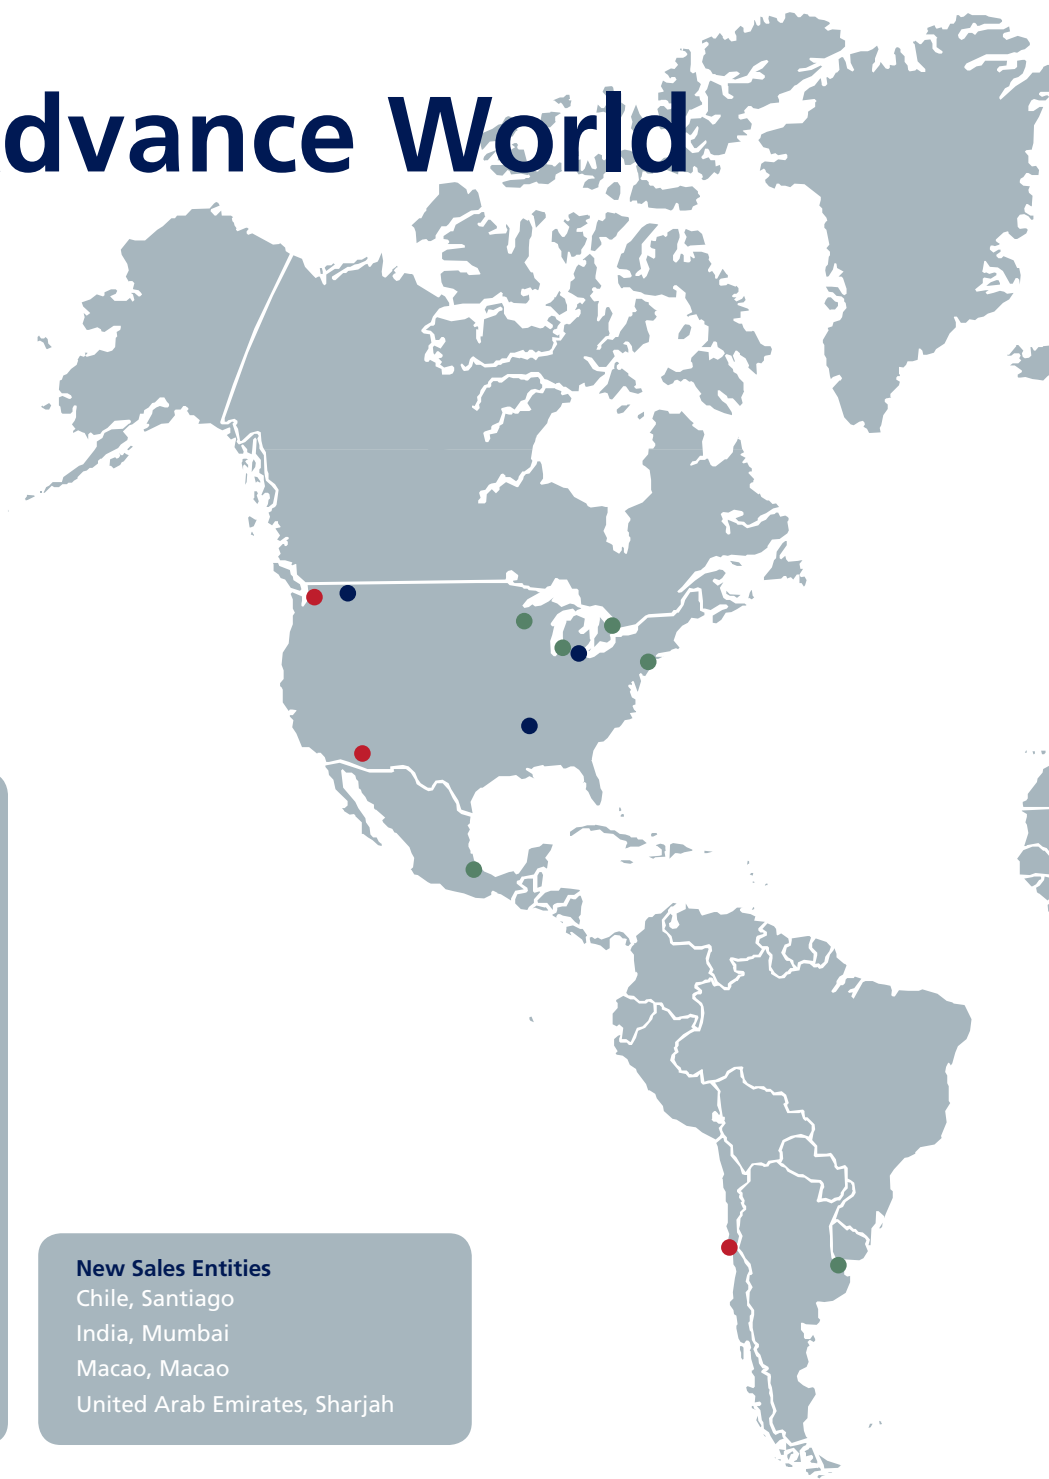 dvance World
New Sales Entities
Chile, Santiago
India, Mumbai
Macao, Macao
United Arab Emirates, Sharjah